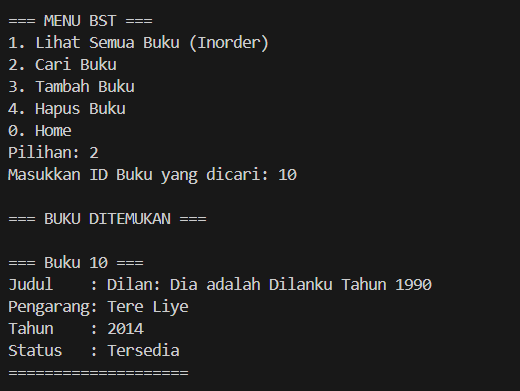 === MENU BST ===
1. Lihat Semua Buku (Inorder)
2. Cari Buku
3. Tambah Buku
4. Hapus Buku
0. Home
Pilihan: 2
Masukkan ID Buku yang dicari: 10
=== BUKU DITEMUKAN ===
=== Buku 10 ===
Judul    : Dilan: Dia adalah Dilanku Tahun 1990
Pengarang: Tere Liye
Tahun    : 2014
Status   : Tersedia
====================